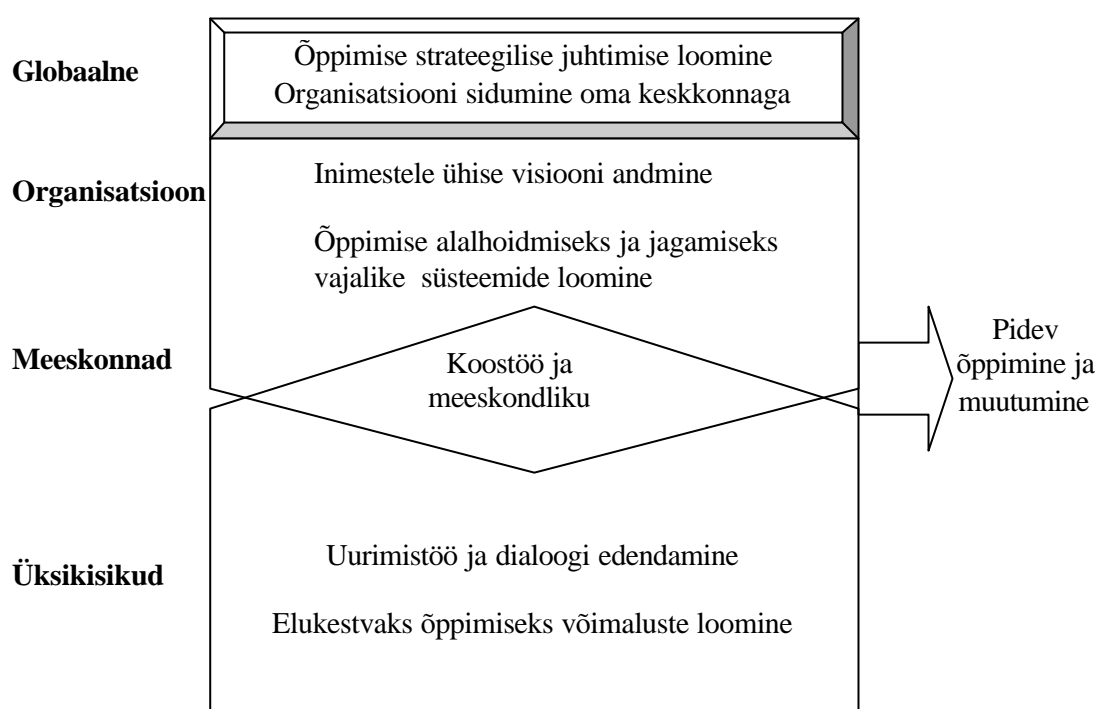 Globaalne
Õppimise strateegilise juhtimise loomine
Organisatsiooni sidumine oma keskkonnaga
Organisatsioon
Inimestele ühise visiooni andmine
Õppimise alalhoidmiseks ja jagamiseks
vajalike süsteemide loomine
Meeskonnad
Koostöö ja
meeskondliku
Pidev
õppimine ja
muutumine
Üksikisikud
Uurimistöö ja dialoogi edendamine
Elukestvaks õppimiseks võimaluste loomine